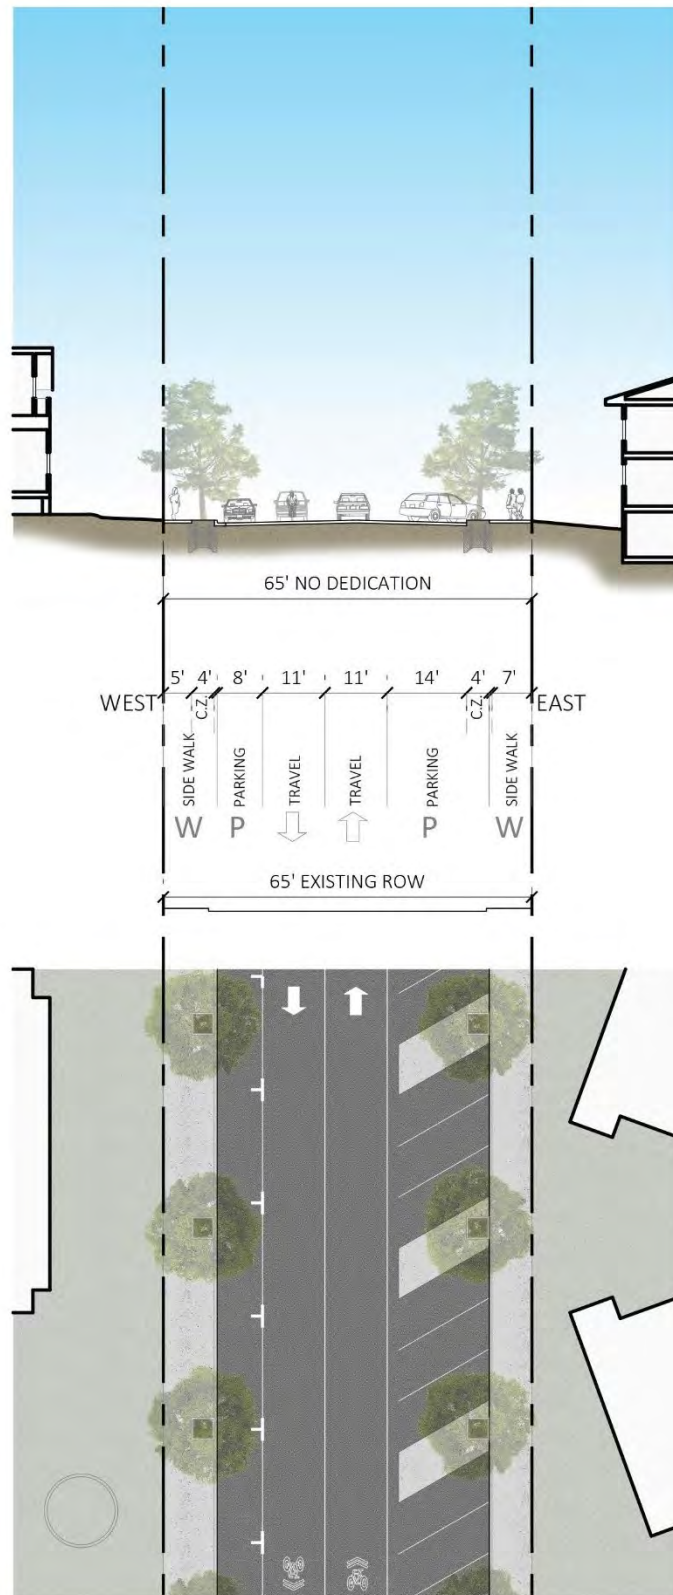 65' NO DEDICATION
5' 4' 8' 11' 11' 14' 4' 7'
WEST C.Z. C.Z. EAST
SIDE WALK PARKING TRAVEL TRAVEL PARKING SIDE WALK
W P P W
65' EXISTING ROW